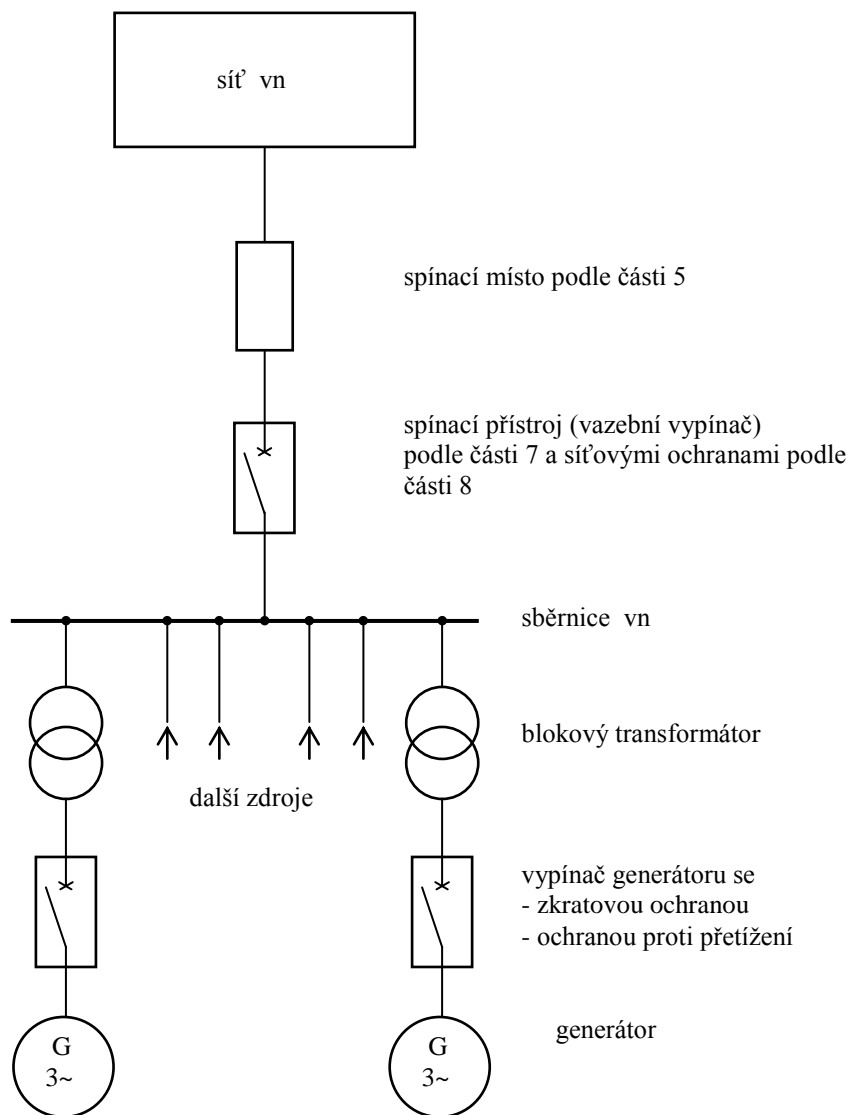 síť vn
spínací místo podle části 5
spínací přístroj (vazební vypínač)
podle části 7 a síťovými ochranami podle
části 8
sběrnice vn
blokový transformátor
další zdroje
vypínač generátoru se
- zkratovou ochranou
- ochranou proti přetížení
generátor
G
3~
G
3~